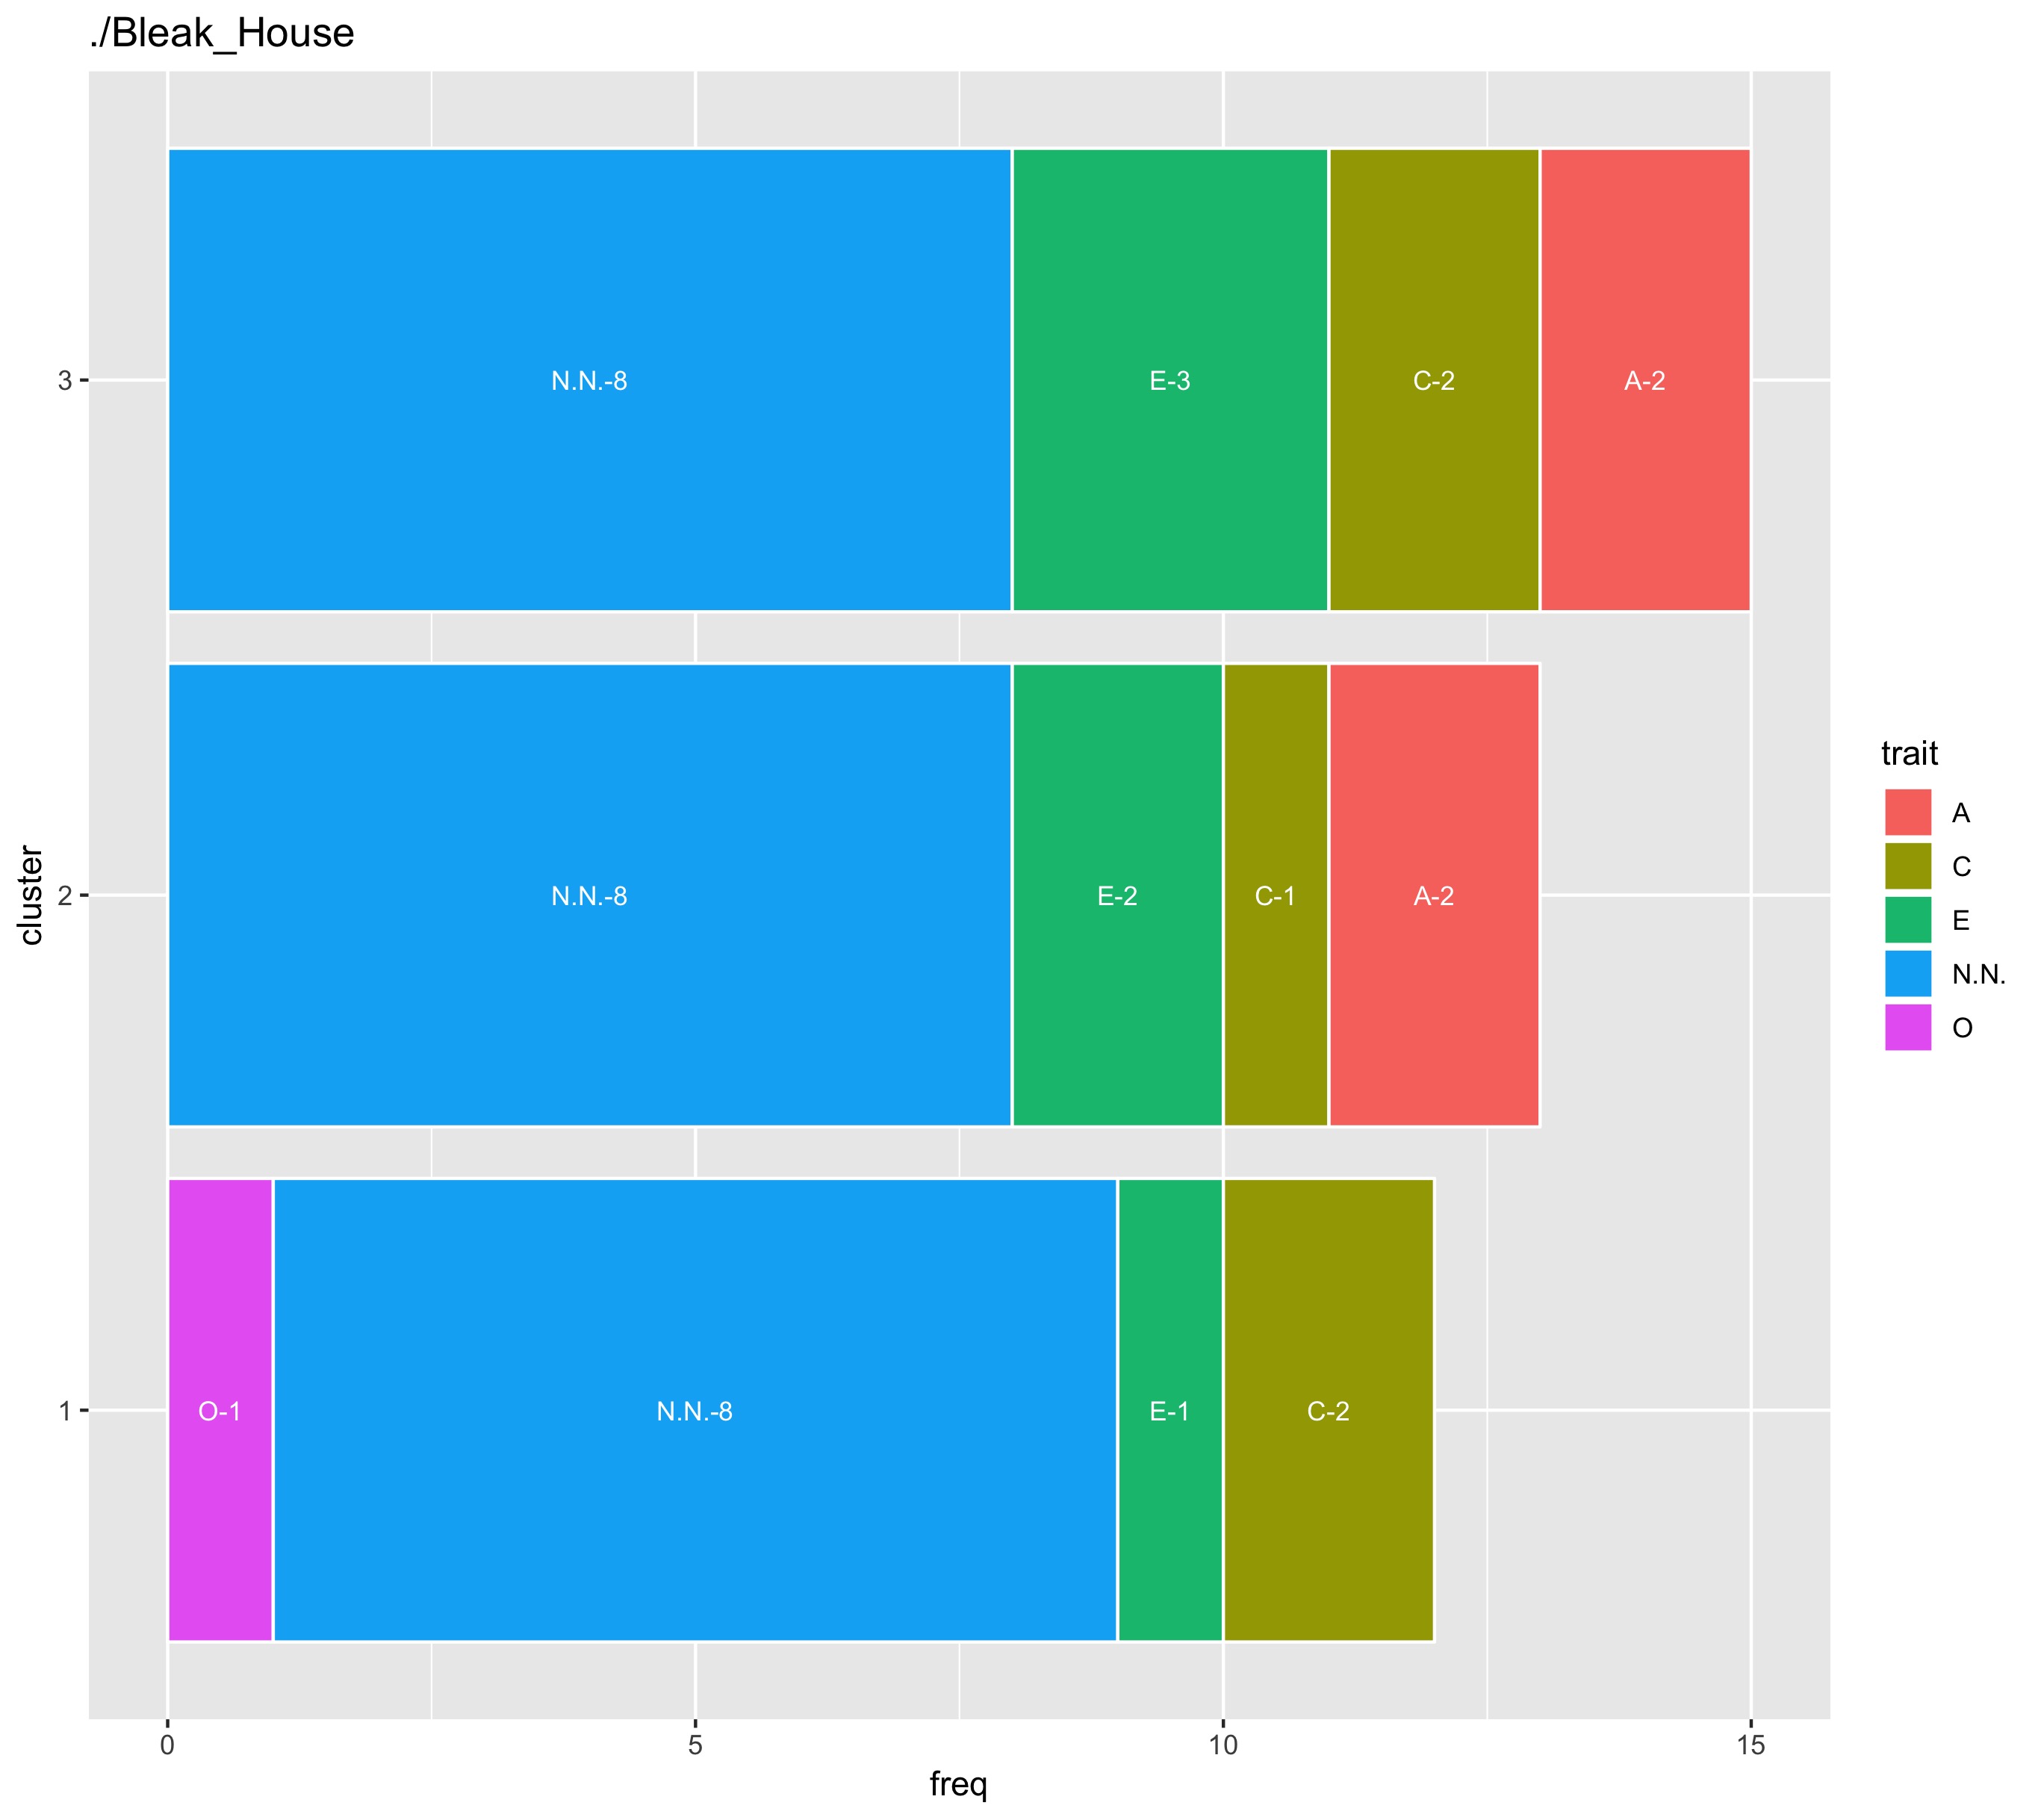 ./Bleak_House
3
N.N.-8
E-3
C-2
A-2
2
N.N.-8
E-2
C-1
A-2
1
O-1
N.N.-8
E-1
C-2
0
5
10
15
freq
cluster
trait
A
C
E
N.N.
O